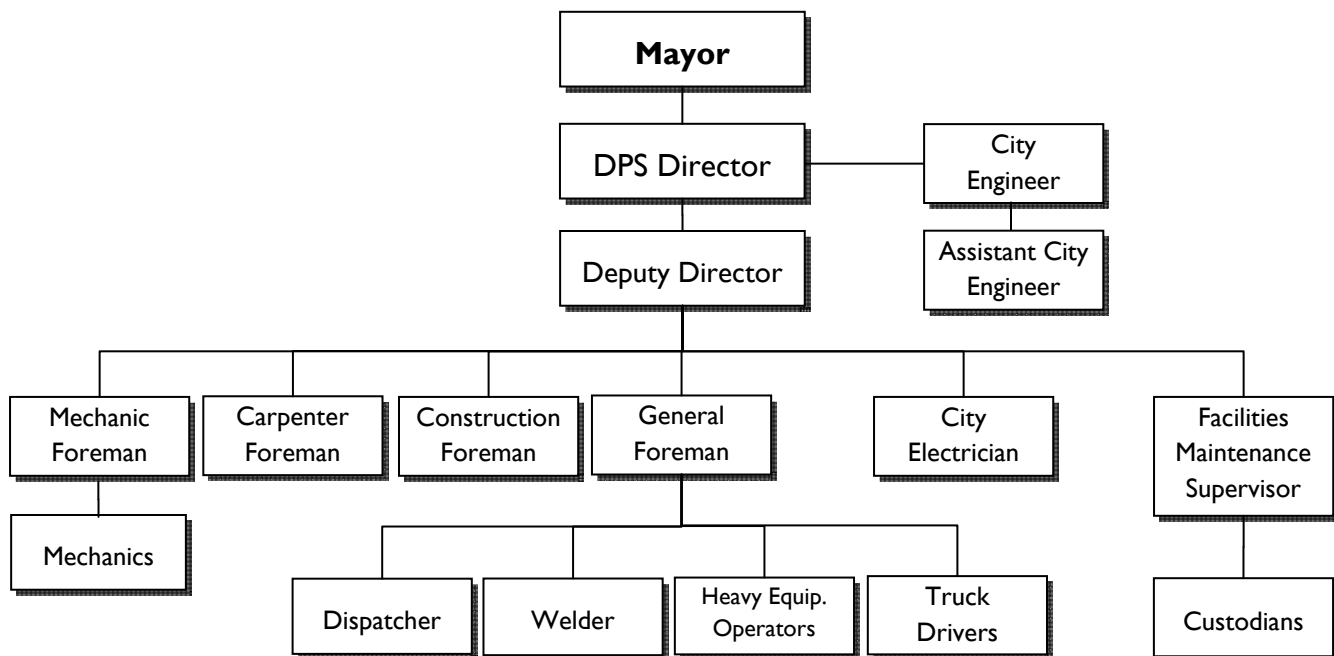 Mayor
DPS Director
City
Engineer
Deputy Director
Assistant City
Engineer
Mechanic
Foreman
Carpenter
Foreman
Construction
Foreman
General
Foreman
City
Electrician
Facilities
Maintenance
Supervisor
Mechanics
Dispatcher
Welder
Heavy Equip.
Operators
Truck
Drivers
Custodians